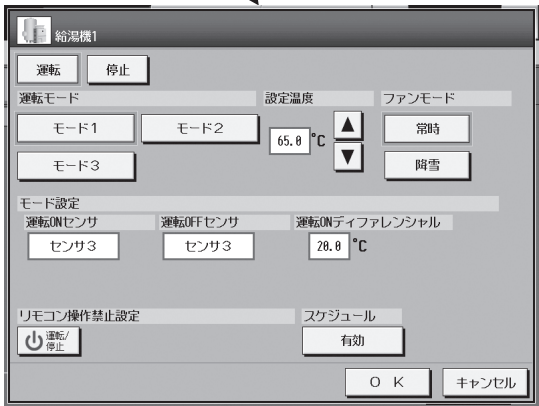 給湯機1
運転 停止
運転モード 設定温度 ファンモード
モード1 モード2 65.0 °C ▲ 常時
モード3 ▼ 降雪
モード設定
運転ONセンサ 運転OFFセンサ 運転ONディファレンシャル
センサ3 センサ3 20.0 °C
リモコン操作禁止設定 スケジュール
運転/
停止 有効
OK キャンセル